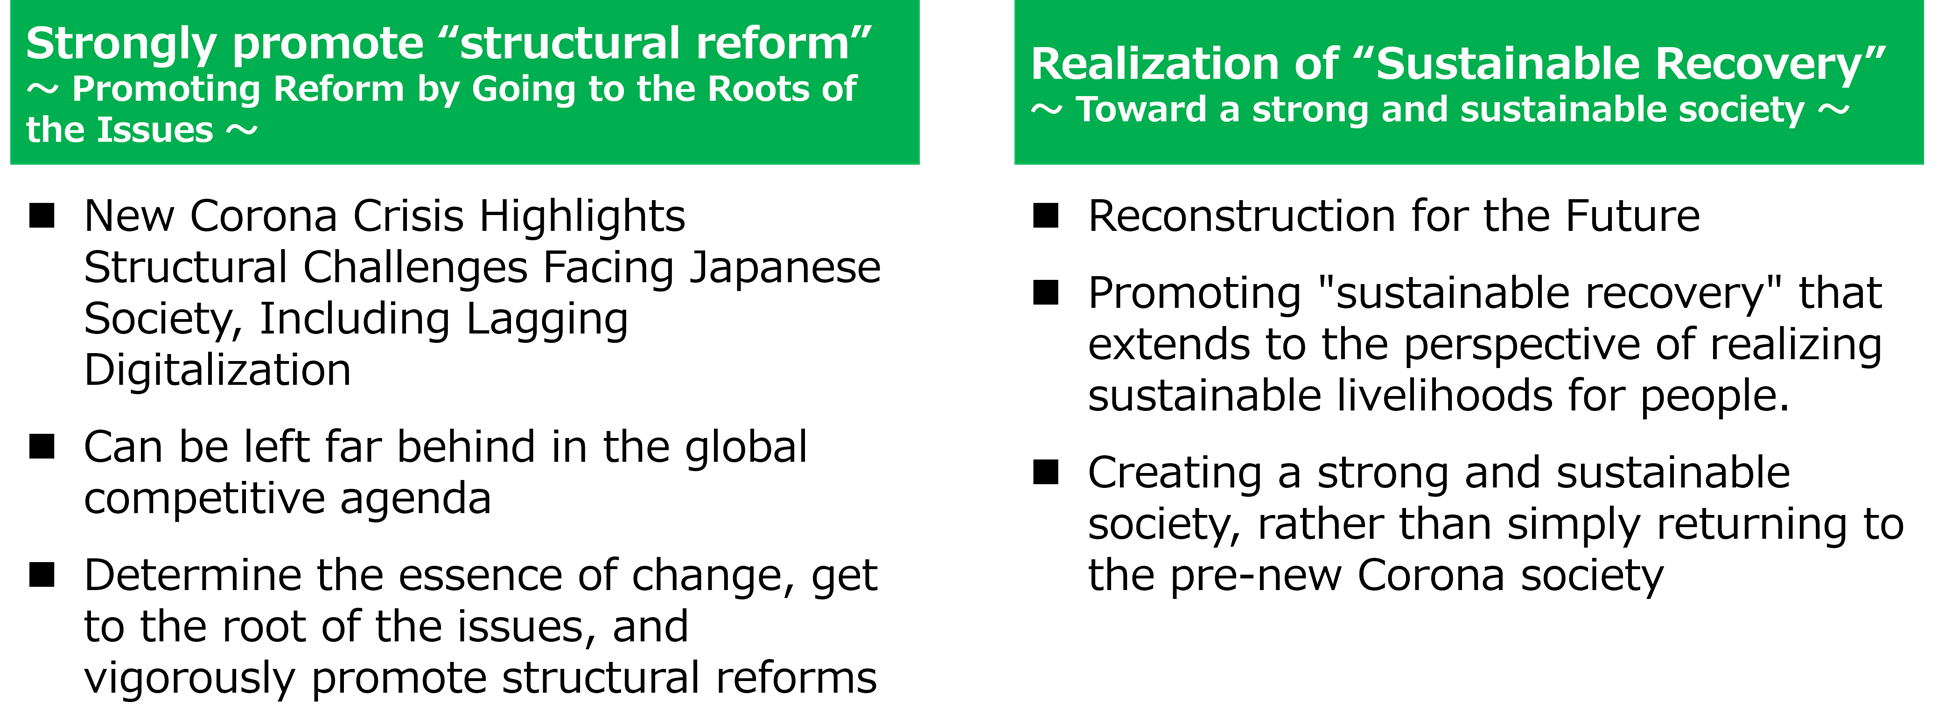 Strongly promote “structural reform”
～ Promoting Reform by Going to the Roots of
the Issues ～
■ New Corona Crisis Highlights
Structural Challenges Facing Japanese
Society, Including Lagging
Digitalization
■ Can be left far behind in the global
competitive agenda
■ Determine the essence of change, get
to the root of the issues, and
vigorously promote structural reforms
Realization of “Sustainable Recovery”
～ Toward a strong and sustainable society ～
■ Reconstruction for the Future
■ Promoting "sustainable recovery" that
extends to the perspective of realizing
sustainable livelihoods for people.
■ Creating a strong and sustainable
society, rather than simply returning to
the pre-new Corona society